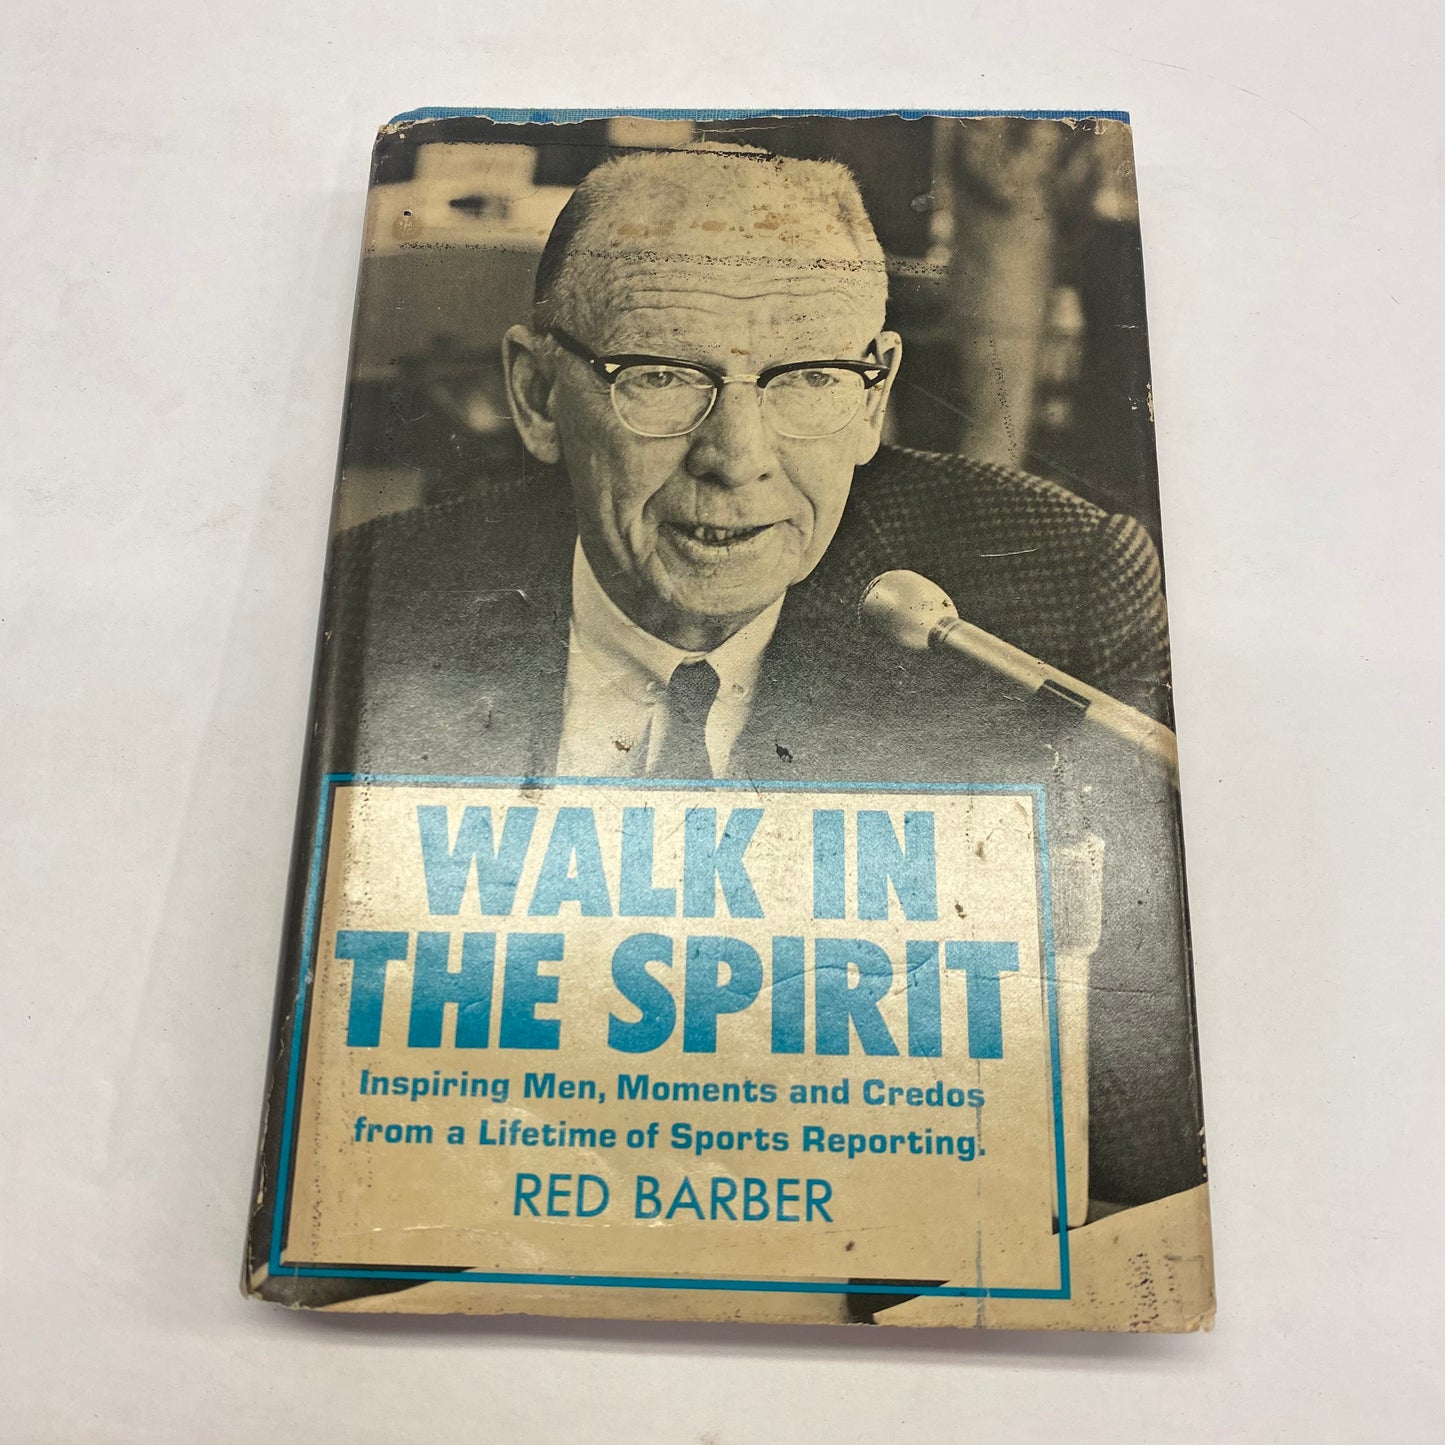 WALK IN
THE SPIRIT
Inspiring Men, Moments and Credos
from a Lifetime of Sports Reporting.
RED BARBER